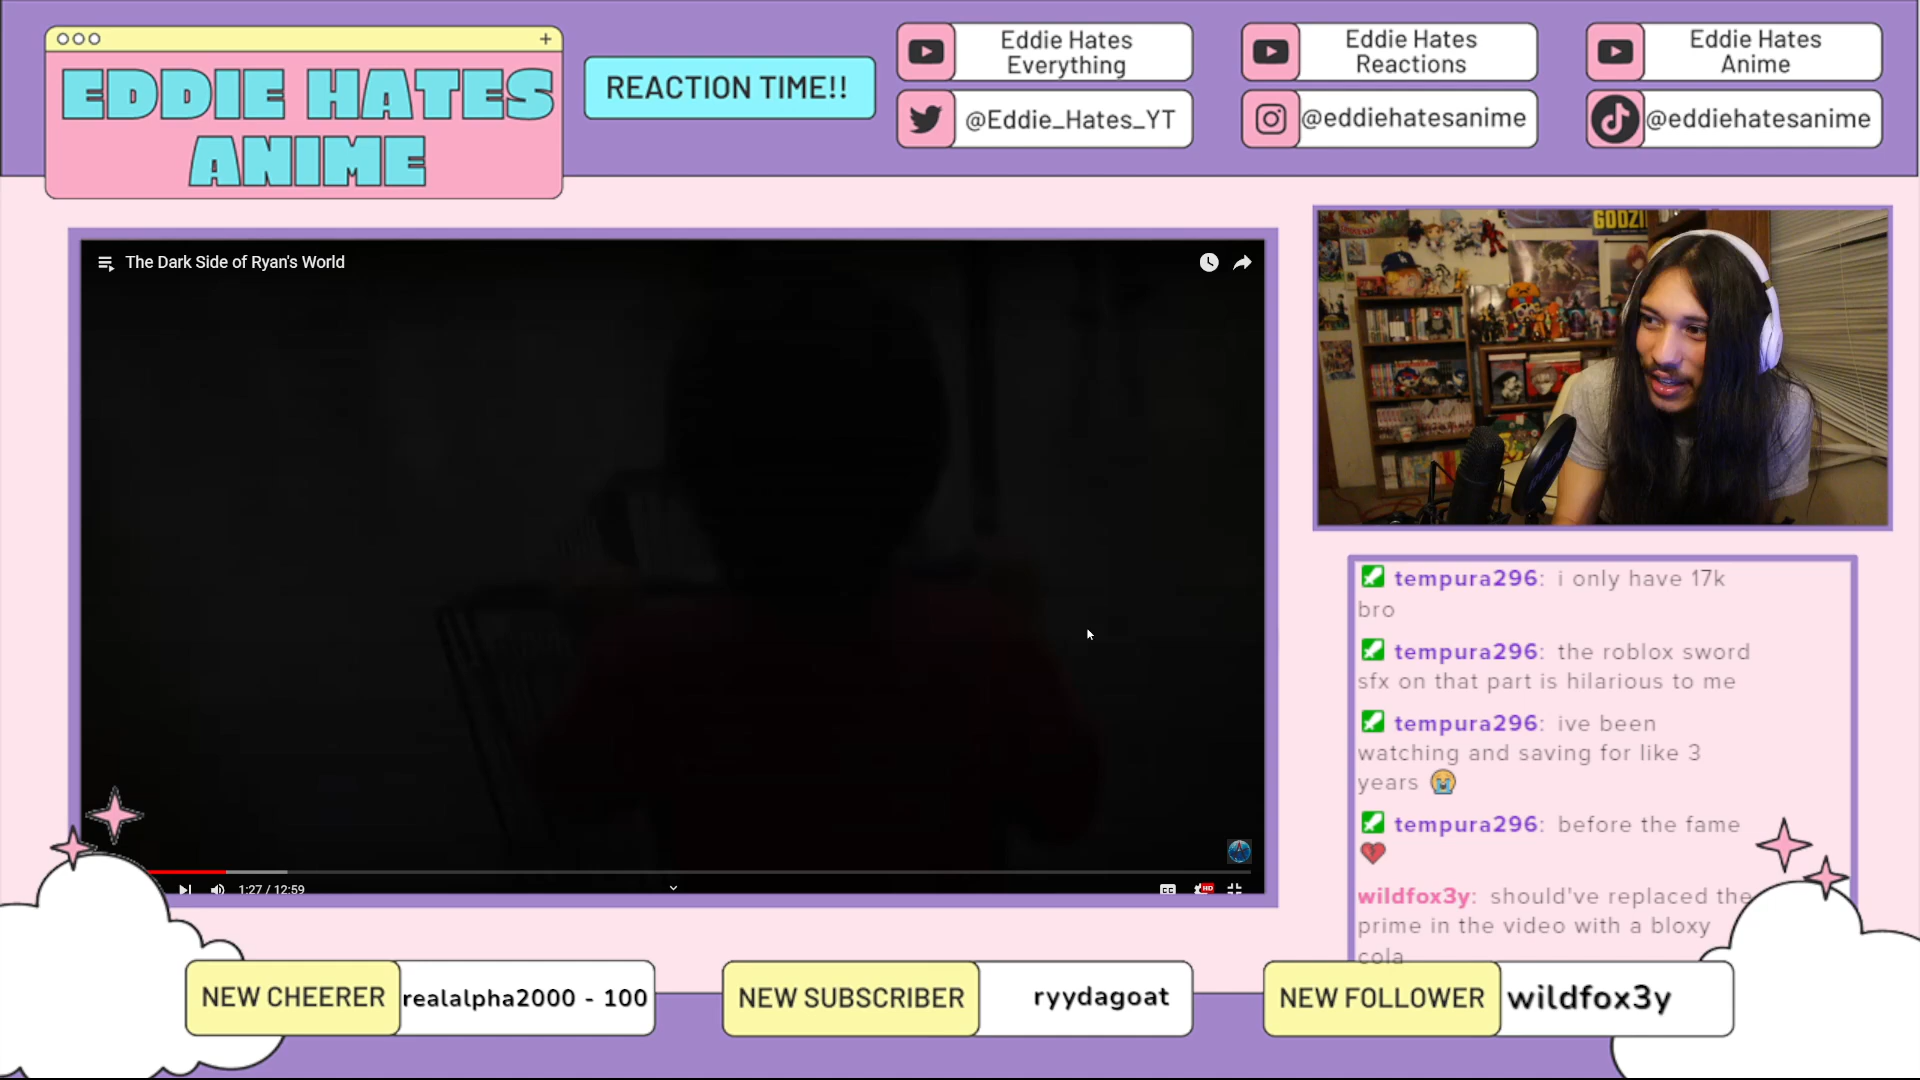 EDDIE HATES
ANIME
REACTION TIME!!
Eddie Hates
Everything
Eddie Hates
Reactions
Eddie Hates
Anime
@Eddie_Hates_YT
@eddiehatesanime
@eddiehatesanime
The Dark Side of Ryan's World
GODZI
1:27 / 12:59
CC
HD
tempura296: i only have 17k
bro
tempura296: the roblox sword
sfx on that part is hilarious to me
tempura296: ive been
watching and saving for like 3
years 😭
tempura296: before the fame
💔
wildfox3y: should've replaced the
prime in the video with a bloxy
cola
NEW CHEERER
realalpha2000 - 100
NEW SUBSCRIBER
ryydagoat
NEW FOLLOWER
wildfox3y